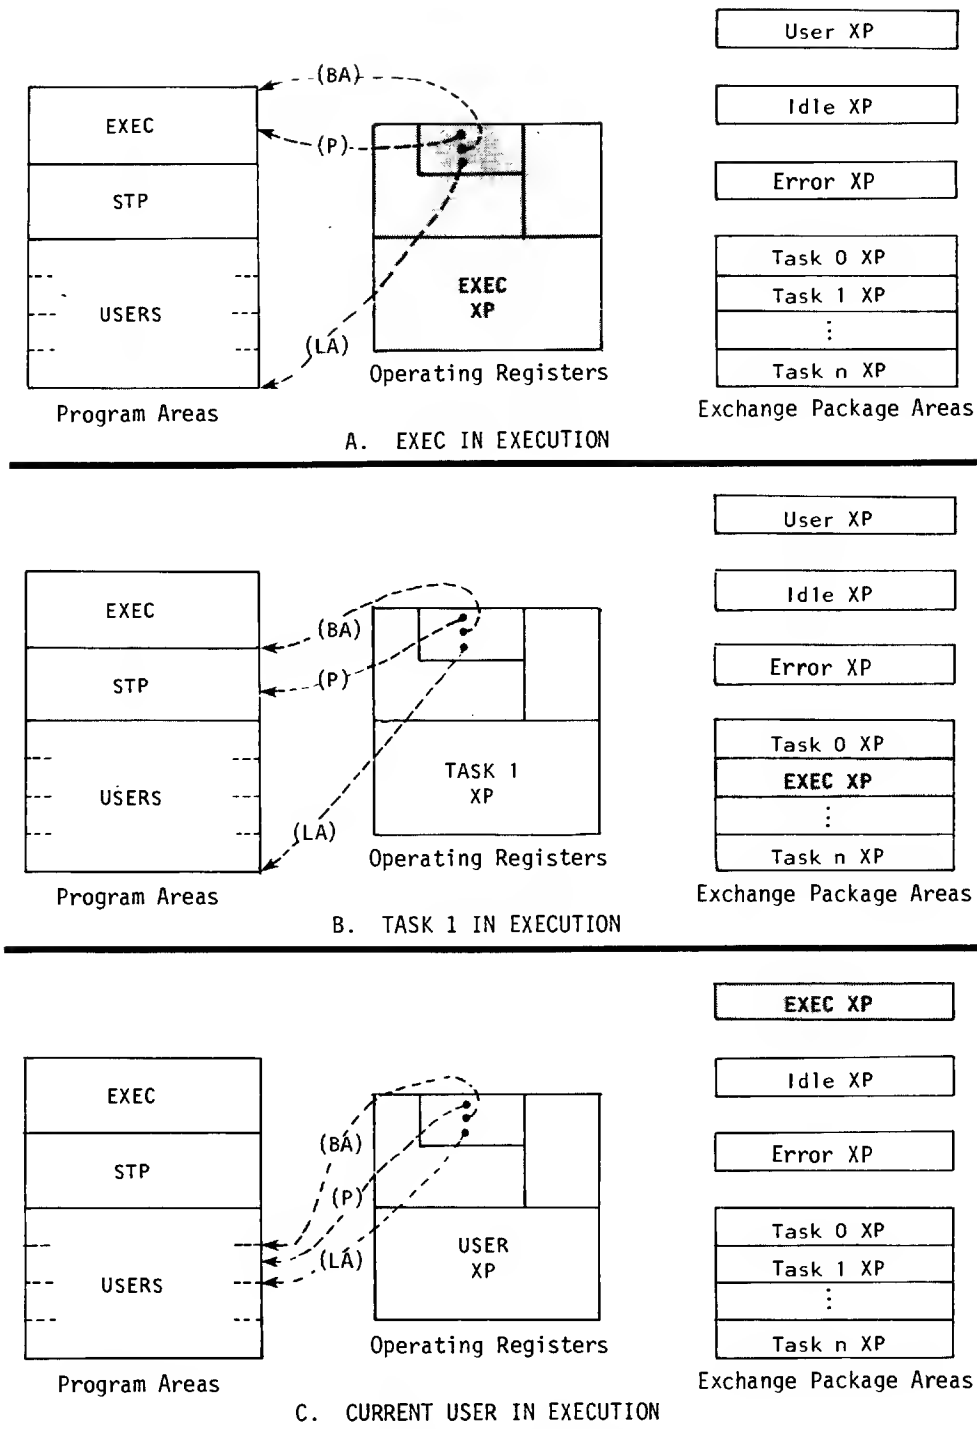 User XP
(BA)
EXEC
Idle XP
(P)
STP
Error XP
Task 0 XP
EXEC
XP
Task 1 XP
USERS
⋮
(LA)
Task n XP
Operating Registers
Program Areas
Exchange Package Areas
A. EXEC IN EXECUTION
User XP
EXEC
Idle XP
(BA)
STP
(P)
Error XP
Task 0 XP
TASK 1
XP
EXEC XP
USERS
⋮
(LA)
Task n XP
Operating Registers
Program Areas
Exchange Package Areas
B. TASK 1 IN EXECUTION
EXEC XP
EXEC
Idle XP
(BA)
STP
Error XP
(P)
Task 0 XP
USER
XP
(LA)
Task 1 XP
USERS
⋮
Task n XP
Operating Registers
Program Areas
Exchange Package Areas
C. CURRENT USER IN EXECUTION